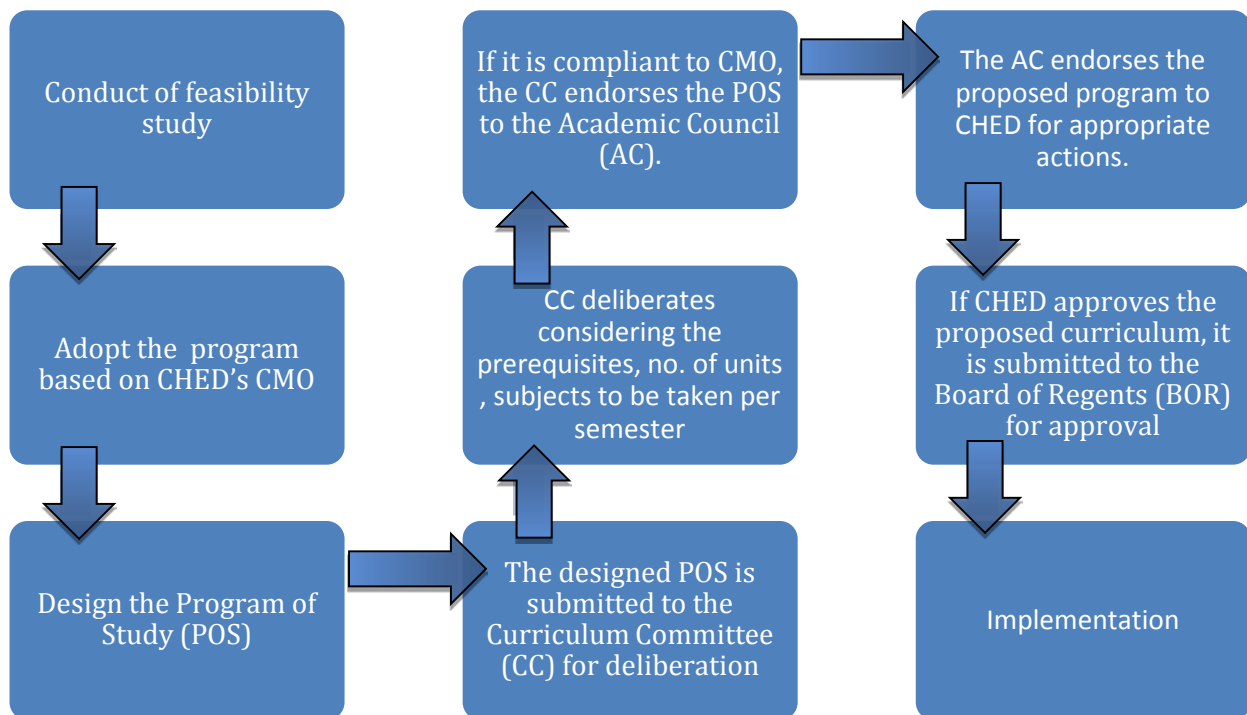 Conduct of feasibility
study
Adopt the  program
based on CHED's CMO
Design the Program of
Study (POS)
The designed POS is
submitted to the
Curriculum Committee
(CC) for deliberation
CC deliberates
considering the
prerequisites, no. of units
, subjects to be taken per
semester
If it is compliant to CMO,
the CC endorses the POS
to the Academic Council
(AC).
The AC endorses the
proposed program to
CHED for appropriate
actions.
If CHED approves the
proposed curriculum, it
is submitted to the
Board of Regents (BOR)
for approval
Implementation